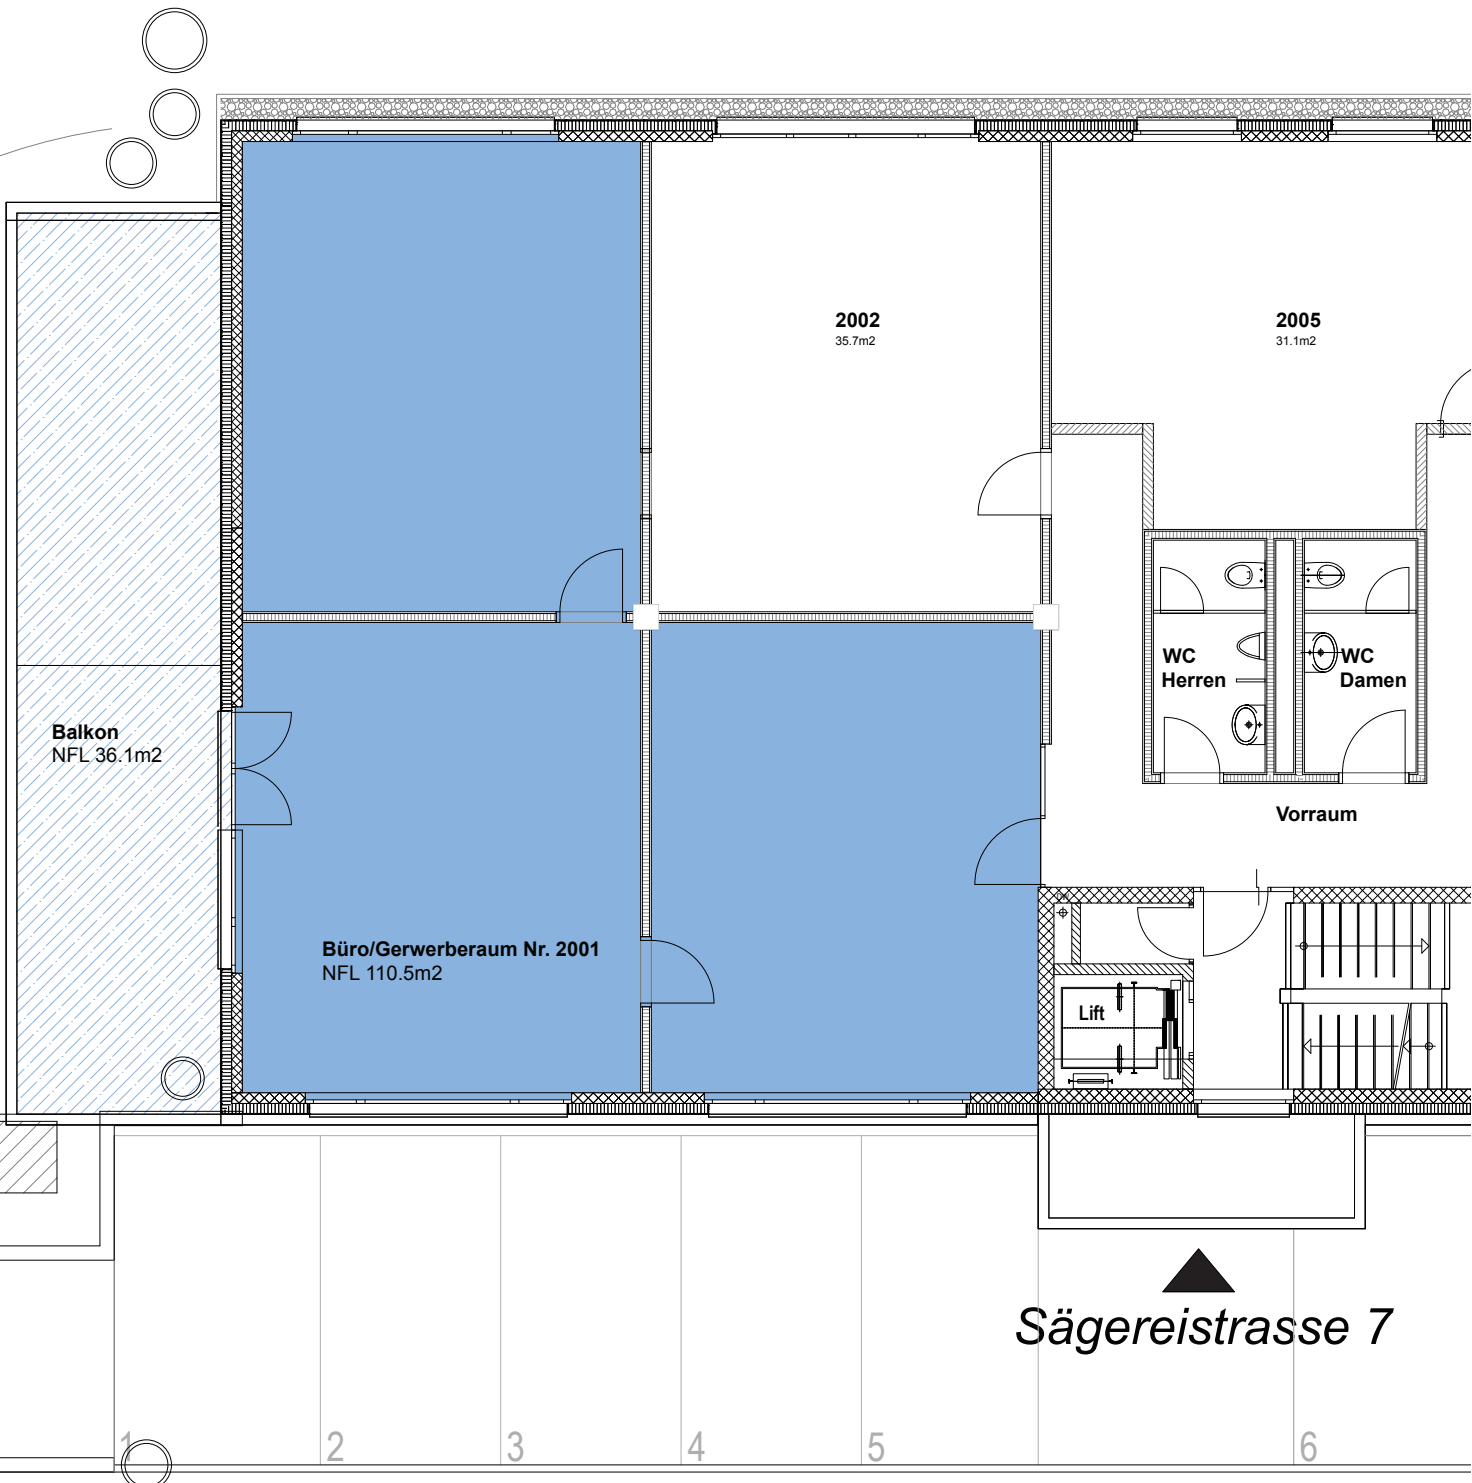 2002
35.7m2
2005
31.1m2
WC
Herren
WC
Damen
Balkon
NFL 36.1m2
Vorraum
Büro/Gerwerberaum Nr. 2001
NFL 110.5m2
Lift
Sägereistrasse 7
1
2
3
4
5
6